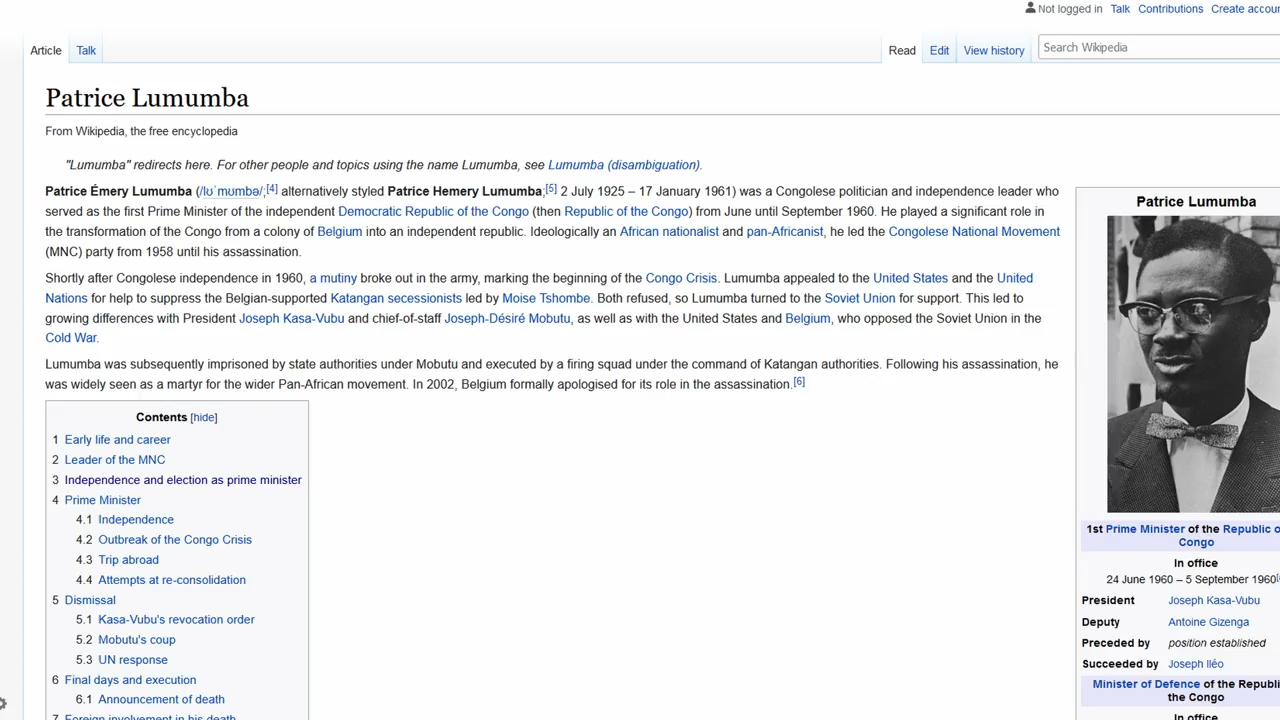 Not logged in Talk Contributions Create accour
Article Talk Read Edit View history Search Wikipedia
Patrice Lumumba
From Wikipedia, the free encyclopedia
"Lumumba" redirects here. For other people and topics using the name Lumumba, see Lumumba (disambiguation).
Patrice Émery Lumumba (/lʊˈmʊmbə/;[4] alternatively styled Patrice Hemery Lumumba;[5] 2 July 1925 – 17 January 1961) was a Congolese politician and independence leader who
served as the first Prime Minister of the independent Democratic Republic of the Congo (then Republic of the Congo) from June until September 1960. He played a significant role in
the transformation of the Congo from a colony of Belgium into an independent republic. Ideologically an African nationalist and pan-Africanist, he led the Congolese National Movement
(MNC) party from 1958 until his assassination.
Shortly after Congolese independence in 1960, a mutiny broke out in the army, marking the beginning of the Congo Crisis. Lumumba appealed to the United States and the United
Nations for help to suppress the Belgian-supported Katangan secessionists led by Moise Tshombe. Both refused, so Lumumba turned to the Soviet Union for support. This led to
growing differences with President Joseph Kasa-Vubu and chief-of-staff Joseph-Désiré Mobutu, as well as with the United States and Belgium, who opposed the Soviet Union in the
Cold War.
Lumumba was subsequently imprisoned by state authorities under Mobutu and executed by a firing squad under the command of Katangan authorities. Following his assassination, he
was widely seen as a martyr for the wider Pan-African movement. In 2002, Belgium formally apologised for its role in the assassination.[6]
Contents [hide]
1 Early life and career
2 Leader of the MNC
3 Independence and election as prime minister
4 Prime Minister
4.1 Independence
4.2 Outbreak of the Congo Crisis
4.3 Trip abroad
4.4 Attempts at re-consolidation
5 Dismissal
5.1 Kasa-Vubu's revocation order
5.2 Mobutu's coup
5.3 UN response
6 Final days and execution
6.1 Announcement of death
7 Foreign involvement in his death
Patrice Lumumba
1st Prime Minister of the Republic o
Congo
In office
24 June 1960 – 5 September 1960
President Joseph Kasa-Vubu
Deputy Antoine Gizenga
Preceded by position established
Succeeded by Joseph Iléo
Minister of Defence of the Republi
the Congo
In office